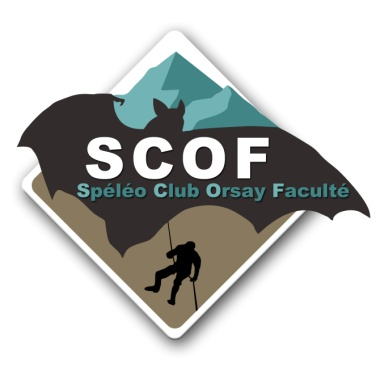 SCOF
Spéléo Club Orsay Faculté